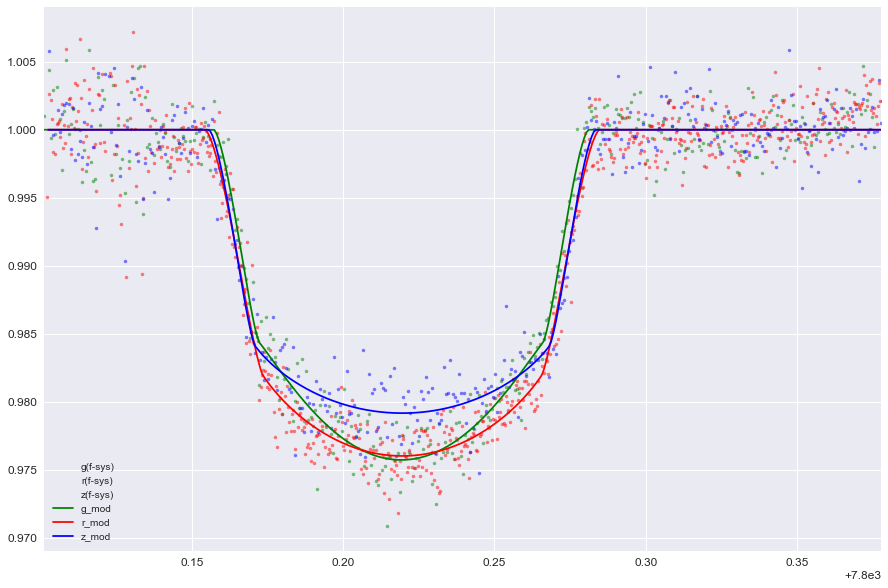 1.005
1.000
0.995
0.990
0.985
0.980
0.975
0.970
g(f-sys)
r(f-sys)
z(f-sys)
g_mod
r_mod
z_mod
0.15 0.20 0.25 0.30 0.35
+7.8e3